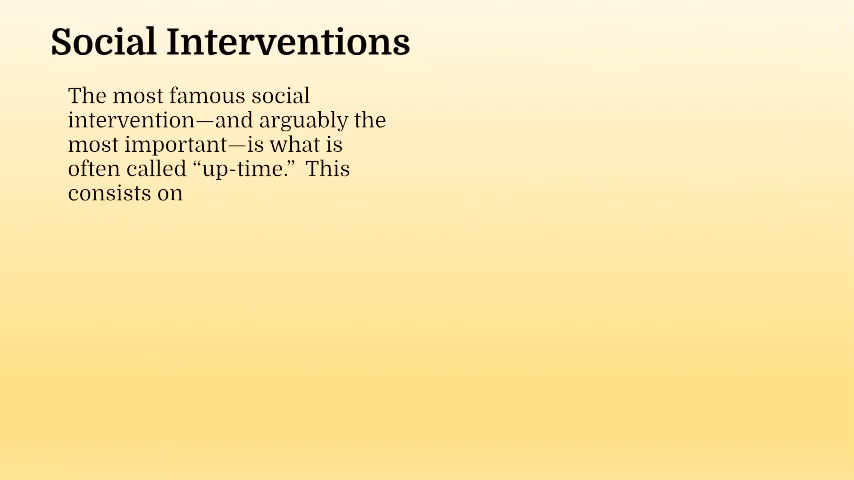 Social Interventions
The most famous social
intervention—and arguably the
most important—is what is
often called “up-time.”  This
consists on